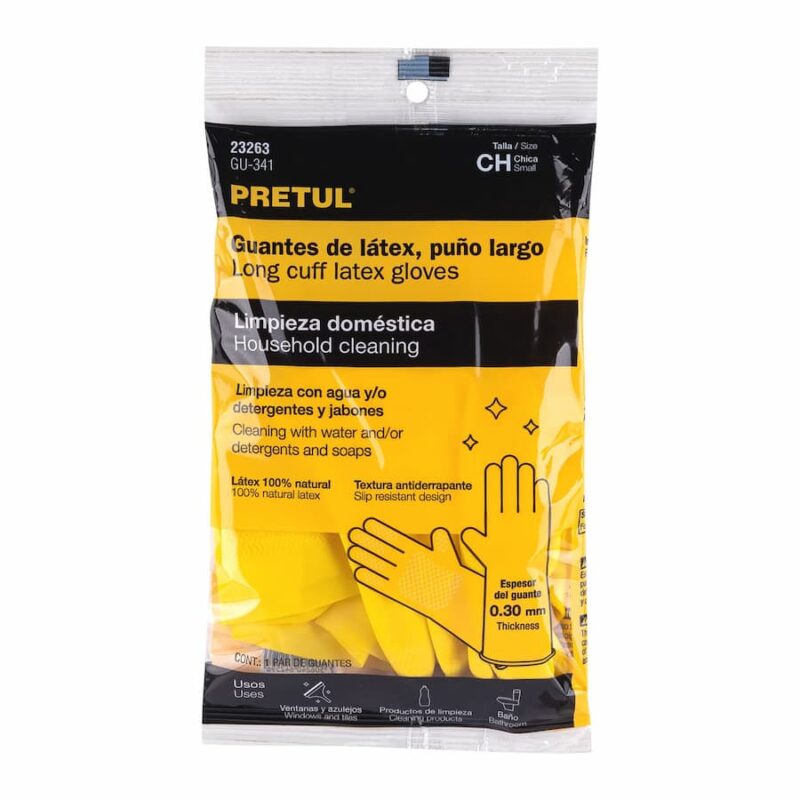 23263
GU-341
Talla / Size
CH Chica
Small
PRETUL®
Guantes de látex, puño largo
Long cuff latex gloves
Limpieza doméstica
Household cleaning
Limpieza con agua y/o
detergentes y jabones
Cleaning with water and/or
detergents and soaps
Látex 100% natural
100% natural latex
Textura antiderrapante
Slip resistant design
Espesor
del guante
0.30 mm
Thickness
CONT.: 1 PAR DE GUANTES
Usos
Uses
Ventanas y azulejos
Windows and tiles
Productos de limpieza
Cleaning products
Baño
Bathroom